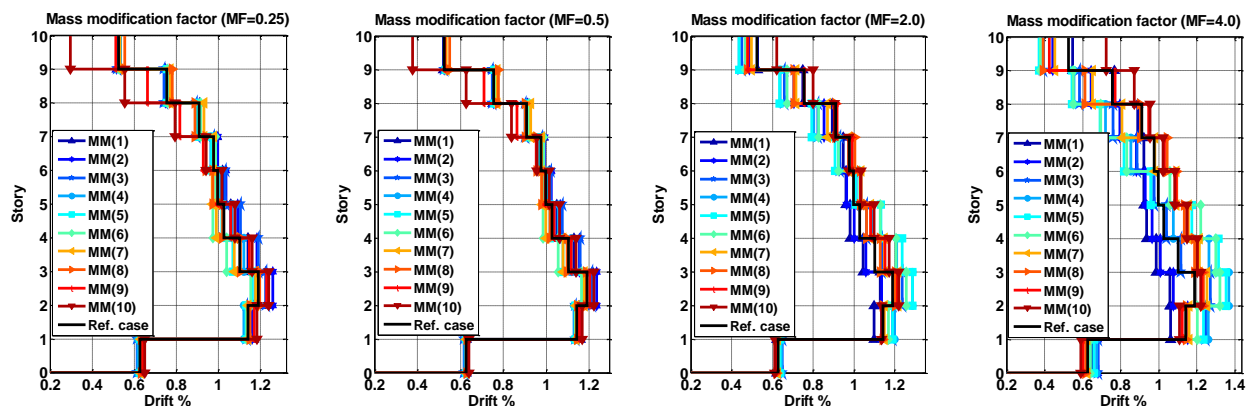 Mass modification factor (MF=0.25)
10
9
8
7
6
5
4
3
2
1
0
Story
MM(1)
MM(2)
MM(3)
MM(4)
MM(5)
MM(6)
MM(7)
MM(8)
MM(9)
MM(10)
Ref. case
0.2 0.4 0.6 0.8 1 1.2
Drift %
Mass modification factor (MF=0.5)
10
9
8
7
6
5
4
3
2
1
0
Story
MM(1)
MM(2)
MM(3)
MM(4)
MM(5)
MM(6)
MM(7)
MM(8)
MM(9)
MM(10)
Ref. case
0.2 0.4 0.6 0.8 1 1.2
Drift %
Mass modification factor (MF=2.0)
10
9
8
7
6
5
4
3
2
1
0
Story
MM(1)
MM(2)
MM(3)
MM(4)
MM(5)
MM(6)
MM(7)
MM(8)
MM(9)
MM(10)
Ref. case
0.2 0.4 0.6 0.8 1 1.2
Drift %
Mass modification factor (MF=4.0)
10
9
8
7
6
5
4
3
2
1
0
Story
MM(1)
MM(2)
MM(3)
MM(4)
MM(5)
MM(6)
MM(7)
MM(8)
MM(9)
MM(10)
Ref. case
0.2 0.4 0.6 0.8 1 1.2 1.4
Drift %